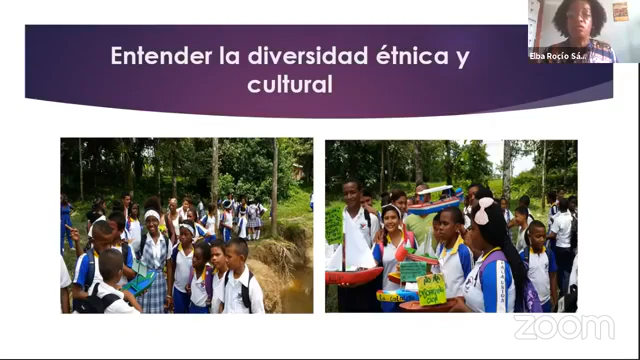 Entender la diversidad étnica y
cultural
Elba Rocío Sá...
zoom